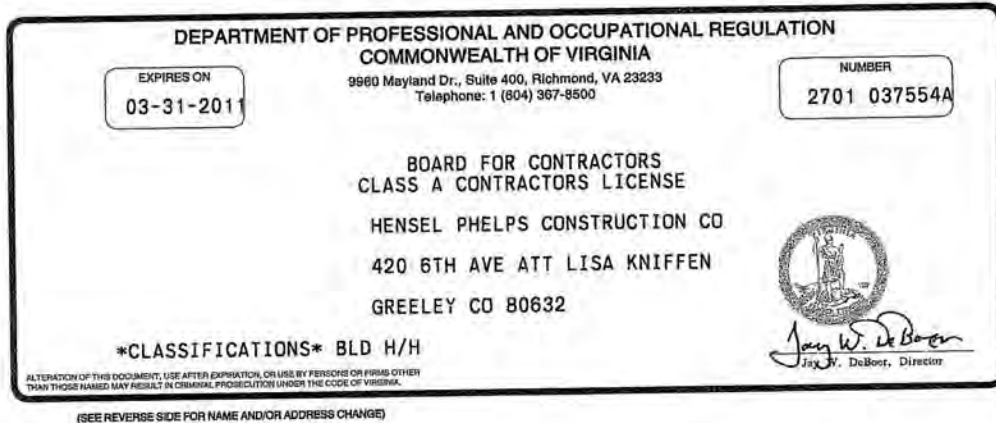 DEPARTMENT OF PROFESSIONAL AND OCCUPATIONAL REGULATION
COMMONWEALTH OF VIRGINIA
9960 Mayland Dr., Suite 400, Richmond, VA 23233
Telephone: 1 (804) 367-8500
EXPIRES ON
03-31-2011
NUMBER
2701 037554A
BOARD FOR CONTRACTORS
CLASS A CONTRACTORS LICENSE
HENSEL PHELPS CONSTRUCTION CO
420 6TH AVE ATT LISA KNIFFEN
GREELEY CO 80632
*CLASSIFICATIONS* BLD H/H
Jay W. DeBoer
Jay W. DeBoer, Director
ALTERATION OF THIS DOCUMENT, USE AFTER EXPIRATION, OR USE BY PERSONS OR FIRMS OTHER
THAN THOSE NAMED MAY RESULT IN CRIMINAL PROSECUTION UNDER THE CODE OF VIRGINIA.
(SEE REVERSE SIDE FOR NAME AND/OR ADDRESS CHANGE)